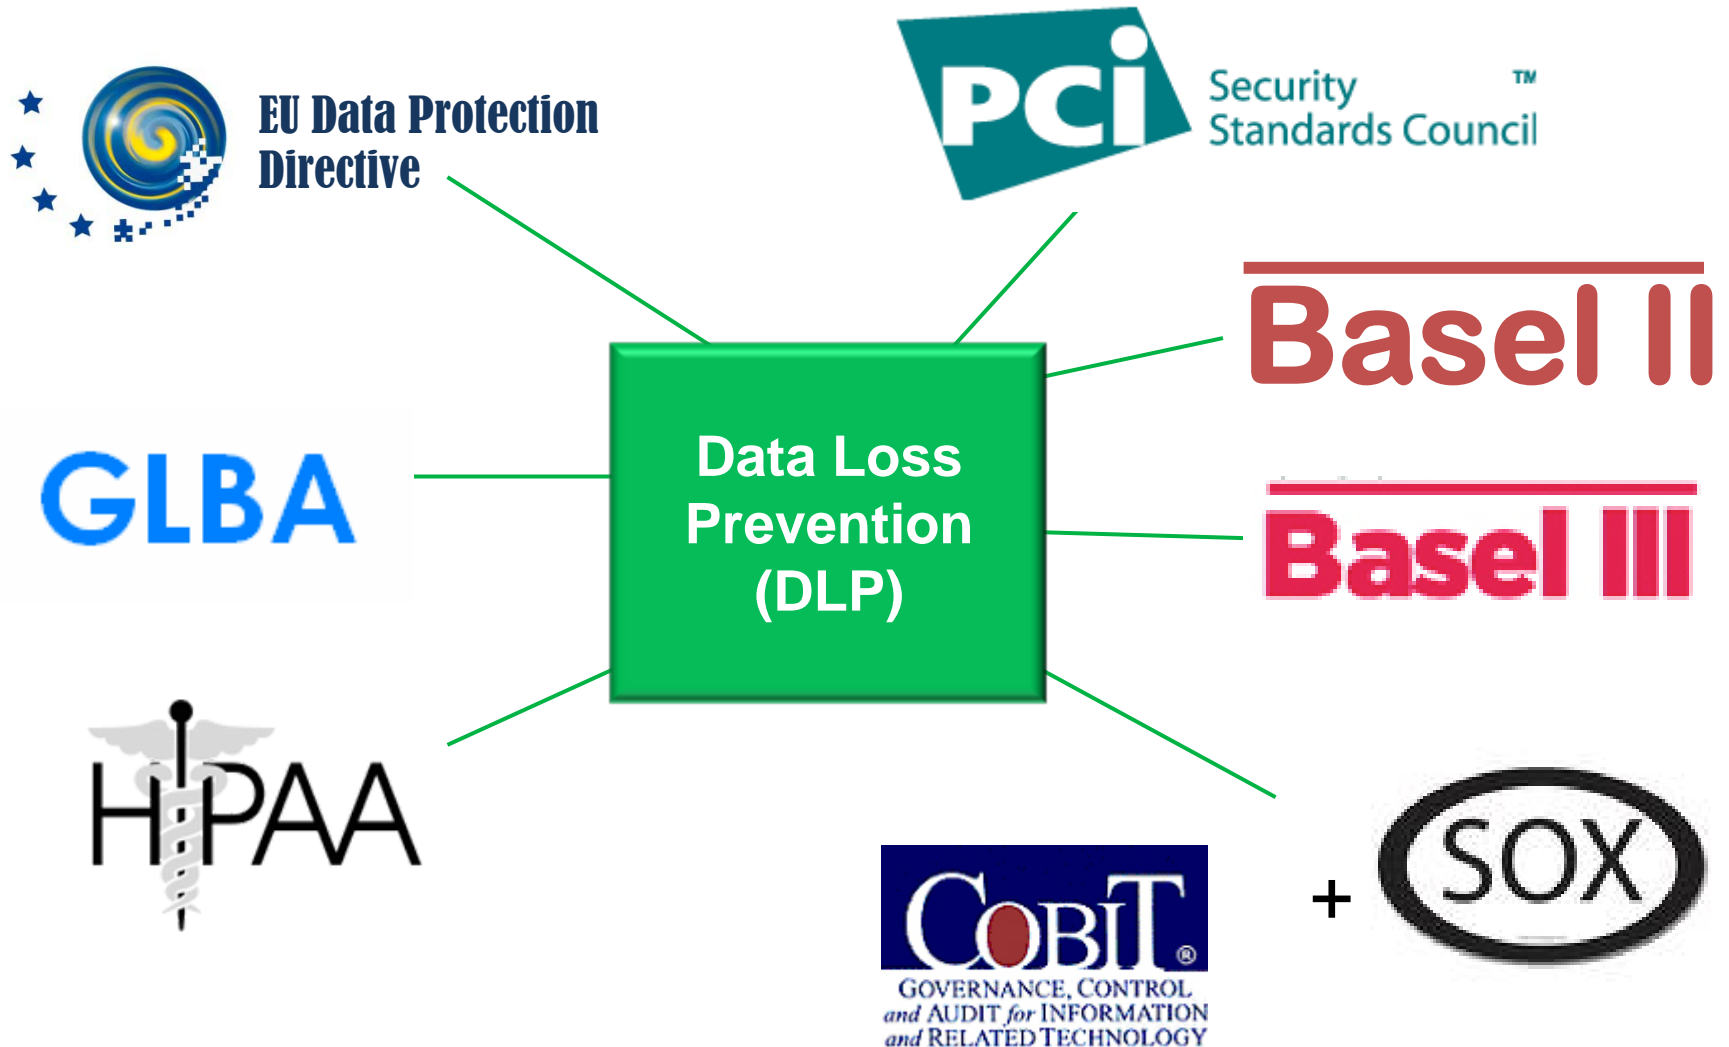 EU Data Protection
Directive
PCi
Security ™
Standards Council
Basel II
GLBA
Data Loss
Prevention
(DLP)
Basel III
HIPAA
COBIT®
GOVERNANCE, CONTROL
and AUDIT for INFORMATION
and RELATED TECHNOLOGY
+
SOX